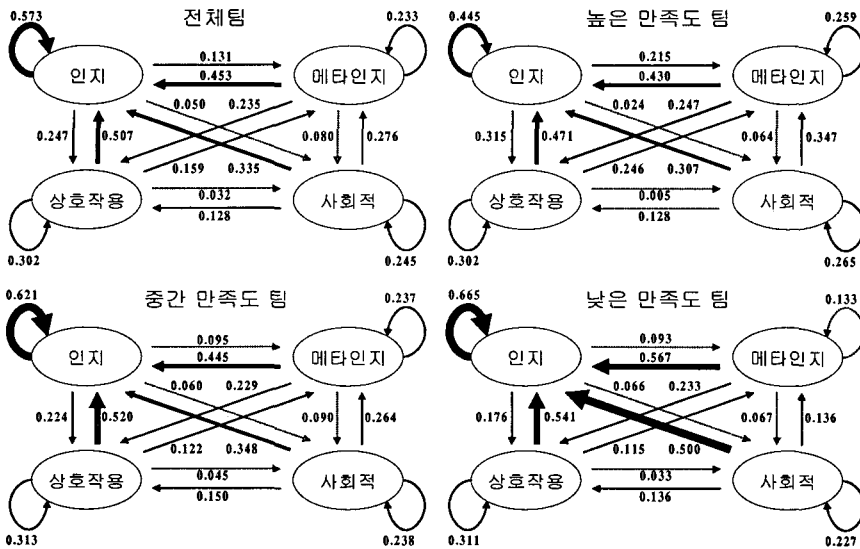 전체팀
0.573
0.233
인지
메타인지
0.131
0.453
0.050 0.235
0.247
0.507
0.080
0.276
0.159 0.335
상호작용
사회적
0.032
0.128
0.302
0.245
높은 만족도 팀
0.445
0.259
인지
메타인지
0.215
0.430
0.024 0.247
0.315
0.471
0.064
0.347
0.246 0.307
상호작용
사회적
0.005
0.128
0.302
0.265
중간 만족도 팀
0.621
0.237
인지
메타인지
0.095
0.445
0.060 0.229
0.224
0.520
0.090
0.264
0.122 0.348
상호작용
사회적
0.045
0.150
0.313
0.238
낮은 만족도 팀
0.665
0.133
인지
메타인지
0.093
0.567
0.066 0.233
0.176
0.541
0.067
0.136
0.115 0.500
상호작용
사회적
0.033
0.136
0.311
0.227